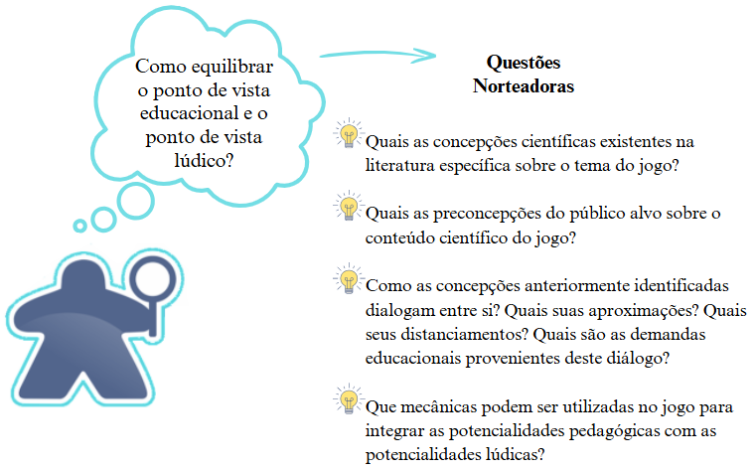 Como equilibrar
o ponto de vista
educacional e o
ponto de vista
lúdico?
Questões
Norteadoras
Quais as concepções científicas existentes na
literatura específica sobre o tema do jogo?
Quais as preconcepções do público alvo sobre o
conteúdo científico do jogo?
Como as concepções anteriormente identificadas
dialogam entre si? Quais suas aproximações? Quais
seus distanciamentos? Quais são as demandas
educacionais provenientes deste diálogo?
Que mecânicas podem ser utilizadas no jogo para
integrar as potencialidades pedagógicas com as
potencialidades lúdicas?